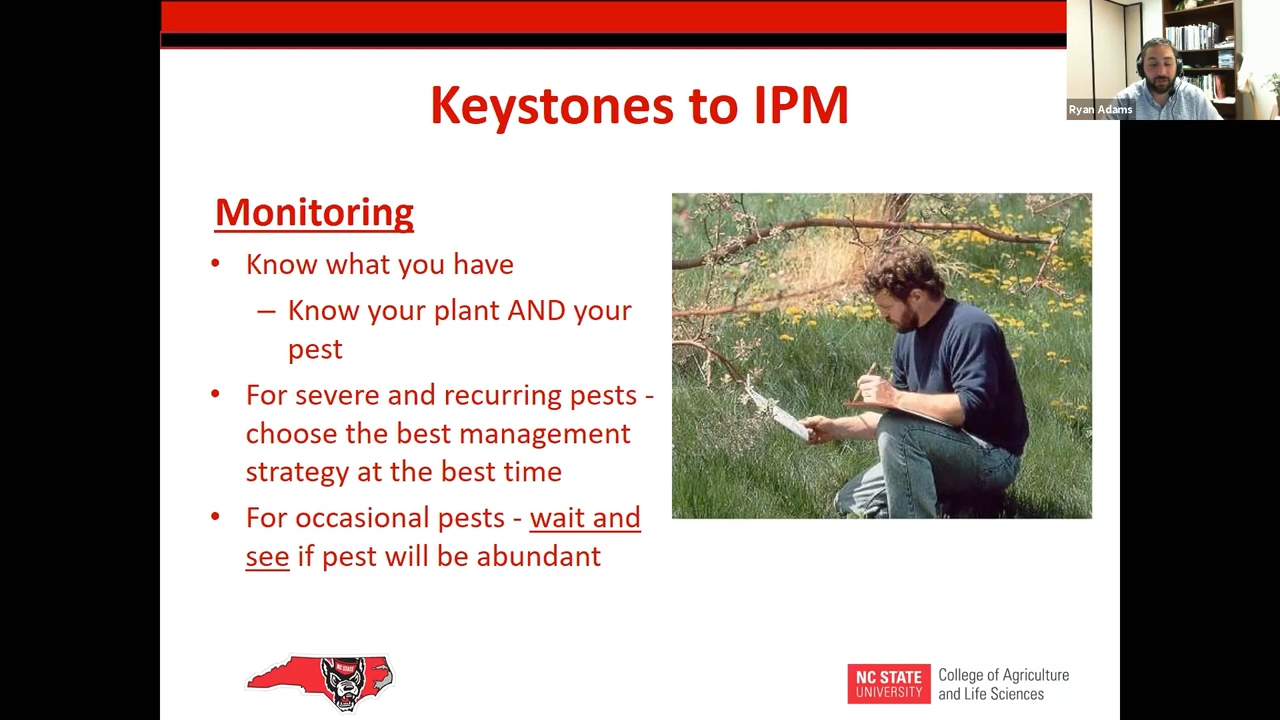 Keystones to IPM
Ryan Adams
Monitoring
• Know what you have
– Know your plant AND your
pest
• For severe and recurring pests -
choose the best management
strategy at the best time
• For occasional pests - wait and
see if pest will be abundant
NC STATE
NC STATE
UNIVERSITY
College of Agriculture
and Life Sciences